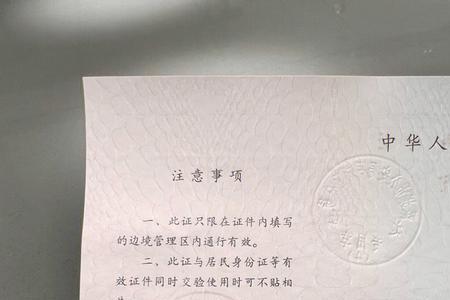 中华人
注意事项
一、此证只限在证件内填写
的边境管理区内通行有效。
二、此证与居民身份证等有
效证件同时交验使用时可不贴相